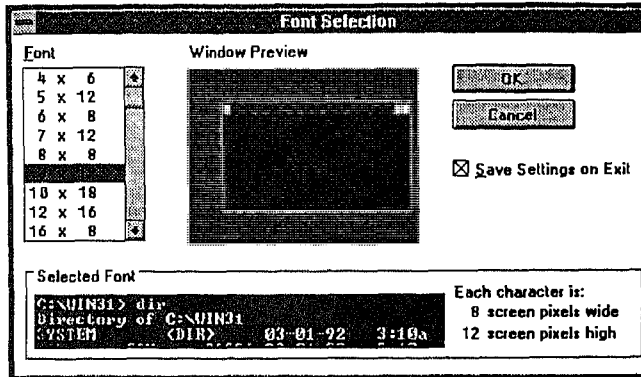 Font Selection
Font
Window Preview
4 x 6
5 x 12
6 x 8
7 x 12
8 x 8
10 x 18
12 x 16
16 x 8
OK
Cancel
Save Settings on Exit
Selected Font
C:\WIN31> dir
Directory of C:\WIN31
SYSTEM <DIR> 03-01-92 3:10a
Each character is:
8 screen pixels wide
12 screen pixels high